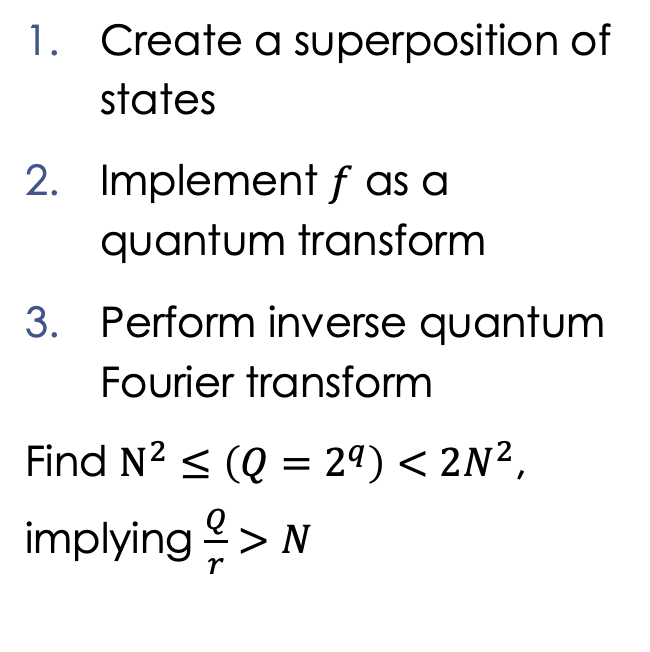 1. Create a superposition of
states
2. Implement f as a
quantum transform
3. Perform inverse quantum
Fourier transform
Find N² ≤ (Q = 2^q) < 2N²,
implying Q/r > N